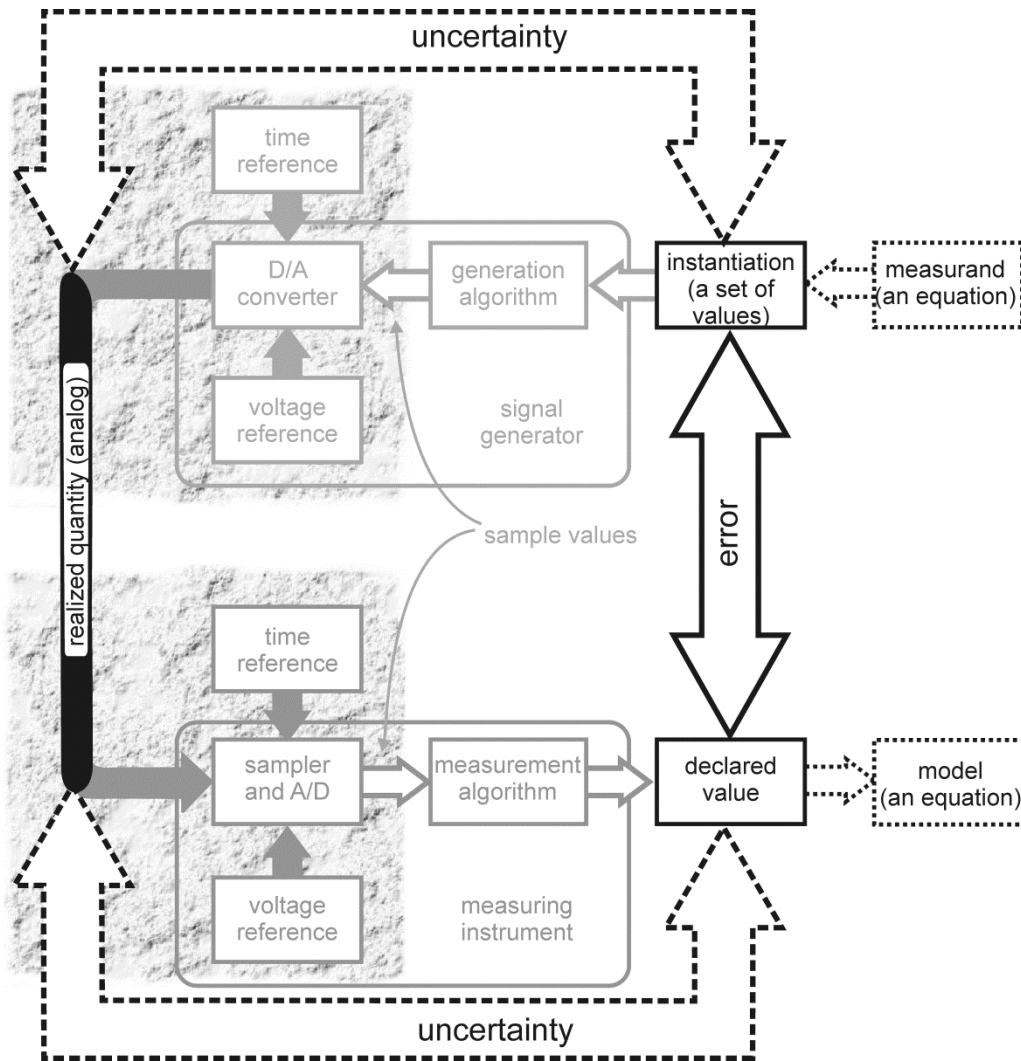 uncertainty
time
reference
D/A
converter
generation
algorithm
instantiation
(a set of
values)
measurand
(an equation)
voltage
reference
signal
generator
realized quantity (analog)
sample values
error
time
reference
sampler
and A/D
measurement
algorithm
declared
value
model
(an equation)
voltage
reference
measuring
instrument
uncertainty